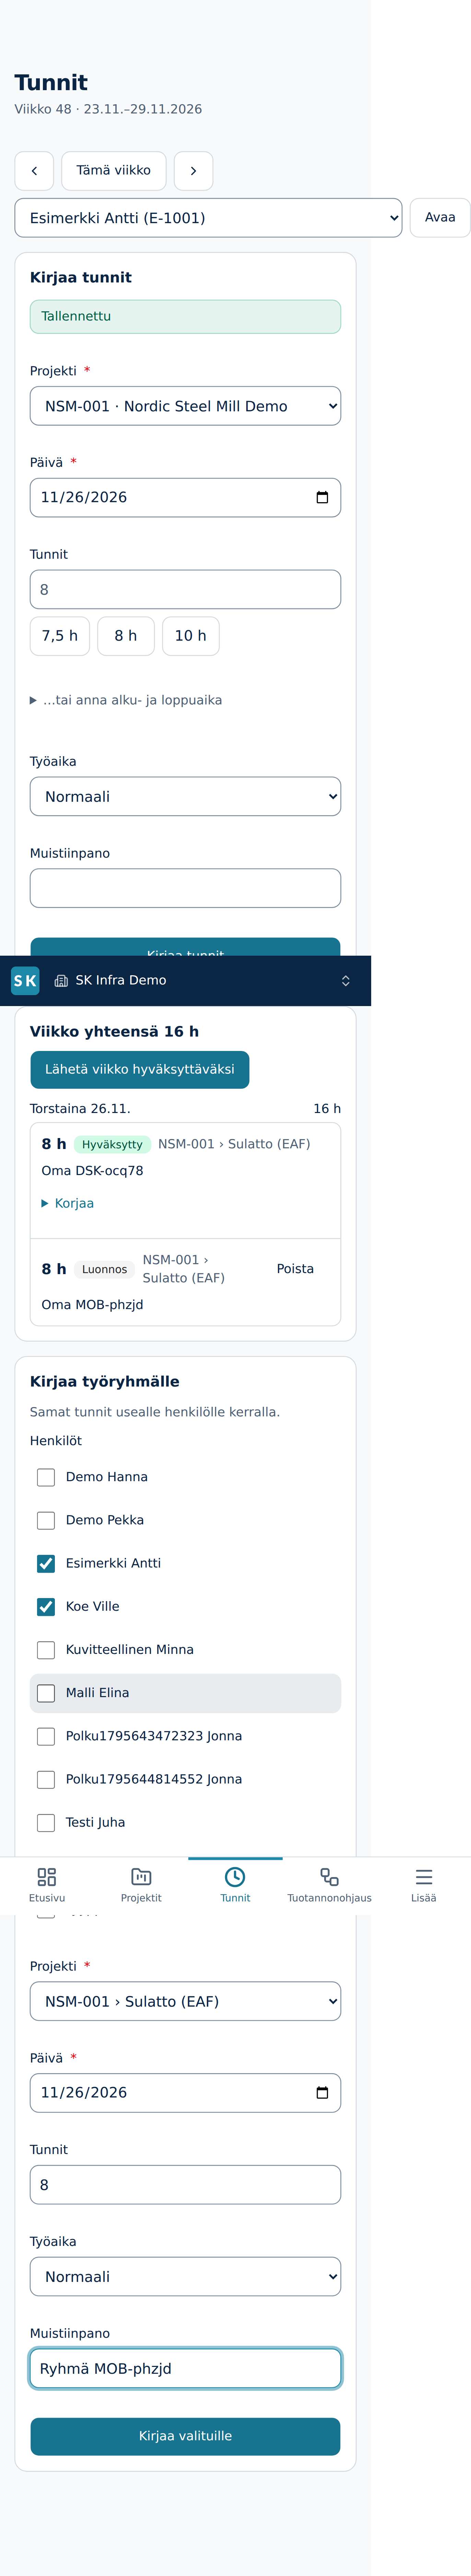 Tunnit
Viikko 48 · 23.11.–29.11.2026
Tämä viikko
Esimerkki Antti (E-1001)
Avaa
Kirjaa tunnit
Tallennettu
Projekti *
NSM-001 · Nordic Steel Mill Demo
Päivä *
11/26/2026
Tunnit
8
7,5 h 8 h 10 h
…tai anna alku- ja loppuaika
Työaika
Normaali
Muistiinpano
Kirjaa tunnit
SK SK Infra Demo
Viikko yhteensä 16 h
Lähetä viikko hyväksyttäväksi
Torstaina 26.11. 16 h
8 h Hyväksytty NSM-001 › Sulatto (EAF)
Oma DSK-ocq78
Korjaa
8 h Luonnos NSM-001 ›
Sulatto (EAF) Poista
Oma MOB-phzjd
Kirjaa työryhmälle
Samat tunnit usealle henkilölle kerralla.
Henkilöt
Demo Hanna
Demo Pekka
Esimerkki Antti
Koe Ville
Kuvitteellinen Minna
Malli Elina
Polku1795643472323 Jonna
Polku1795644814552 Jonna
Testi Juha
Etusivu Projektit Tunnit Tuotannonohjaus Lisää
Projekti *
NSM-001 › Sulatto (EAF)
Päivä *
11/26/2026
Tunnit
8
Työaika
Normaali
Muistiinpano
Ryhmä MOB-phzjd
Kirjaa valituille